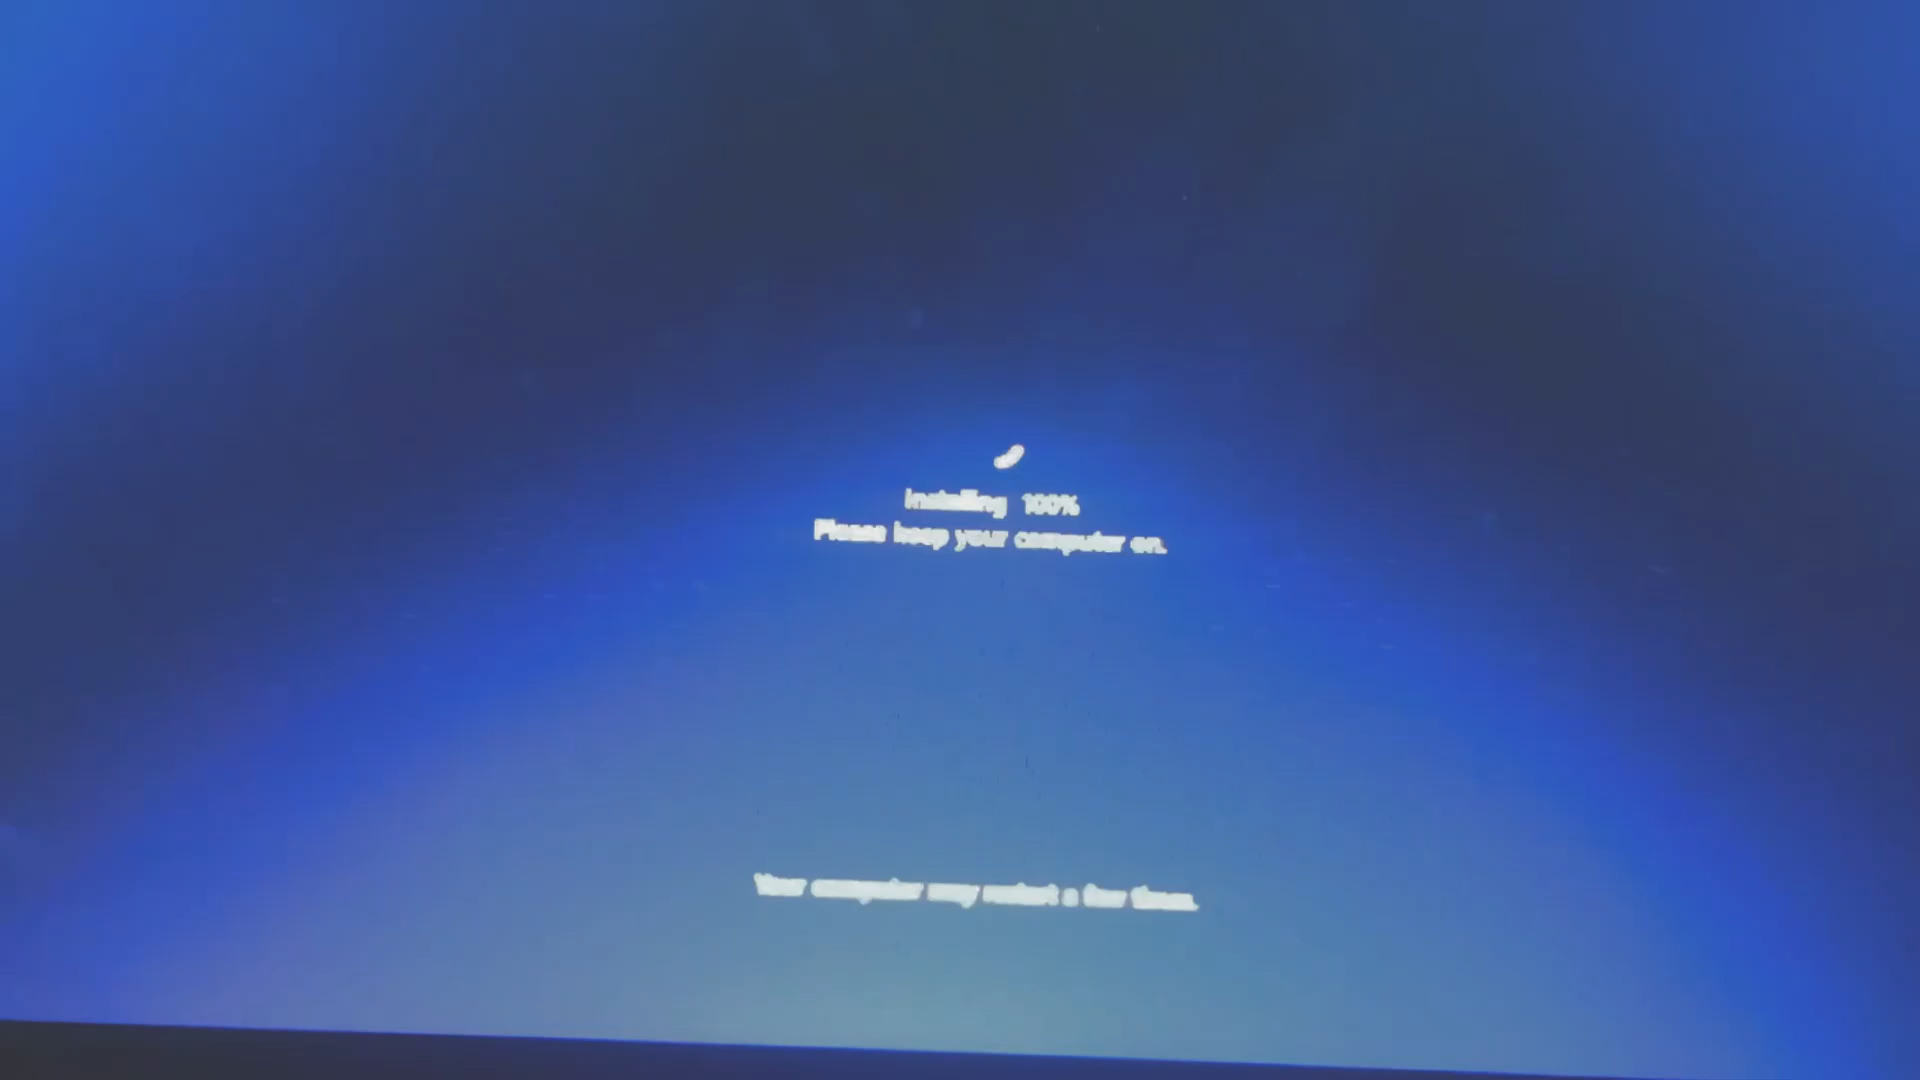 Installing 100%
Please keep your computer on.
Your computer may restart a few times.